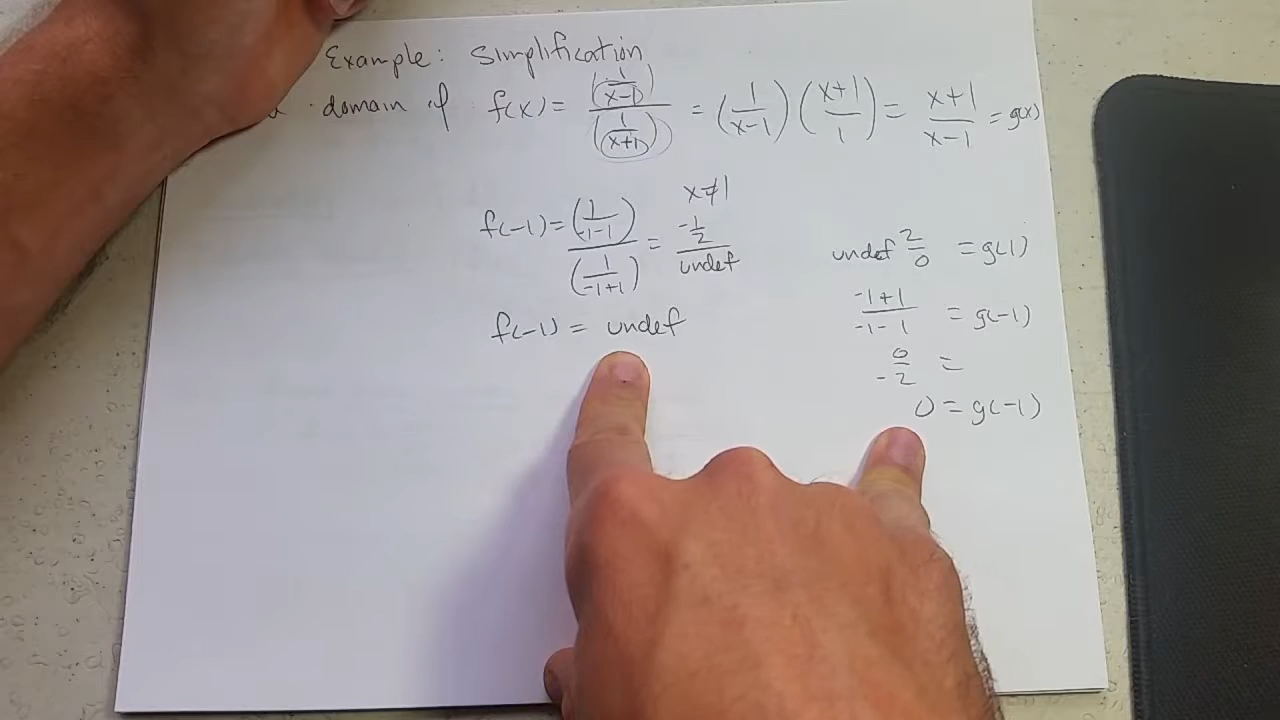 Example: Simplification
domain if f(x) = (1/(x-1))/(1/(x+1)) = (1/(x-1))((x+1)/1) = (x+1)/(x-1) = g(x)
x≠1
f(-1) = (1/(-1-1))/(1/(-1+1)) = (-1/2)/undef
undef 2/0 = g(1)
(-1+1)/(-1-1) = g(-1)
f(-1) = undef
0/-2 =
0 = g(-1)